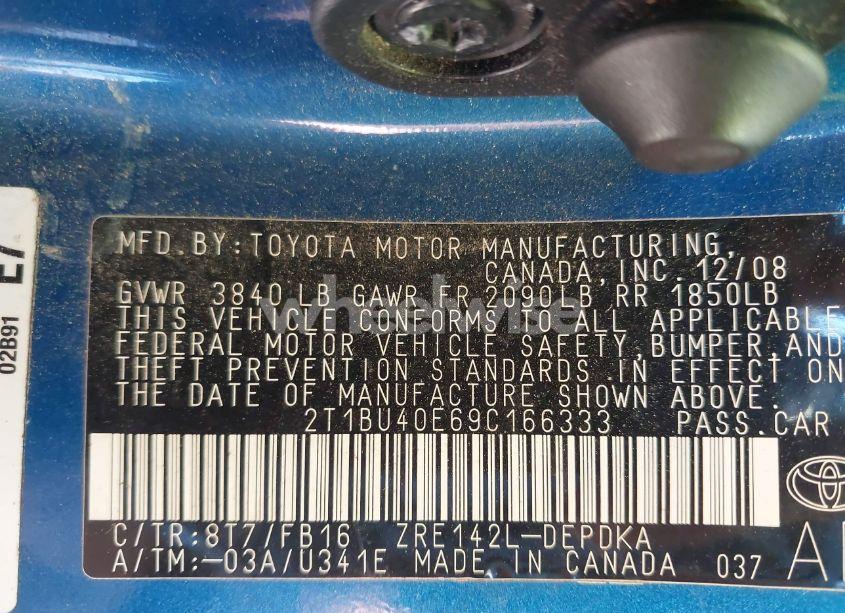 MFD.BY:TOYOTA MOTOR MANUFACTURING,
CANADA,INC.12/08
GVWR 3840 LB GAWR FR 2090LB RR 1850LB
THIS VEHICLE CONFORMS TO ALL APPLICABLE
FEDERAL MOTOR VEHICLE SAFETY,BUMPER,AND
THEFT PREVENTION STANDARDS IN EFFECT ON
THE DATE OF MANUFACTURE SHOWN ABOVE.
2T1BU40E69C166333 PASS.CAR
C/TR:8T7/FB16 ZRE142L-DEPDKA
A/TM:-03A/U341E MADE IN CANADA 037
02B91
E7
wheelwise